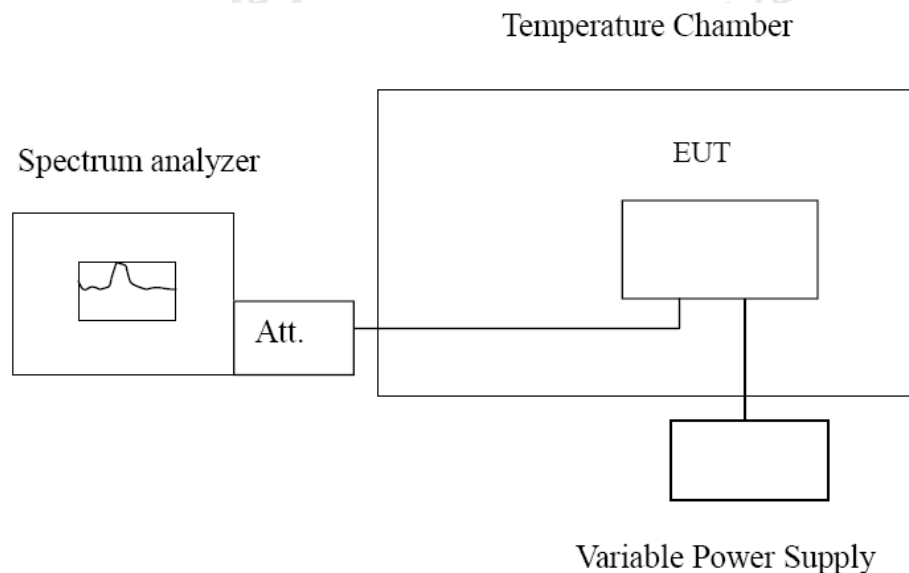 Temperature Chamber
Spectrum analyzer
EUT
Att.
Variable Power Supply